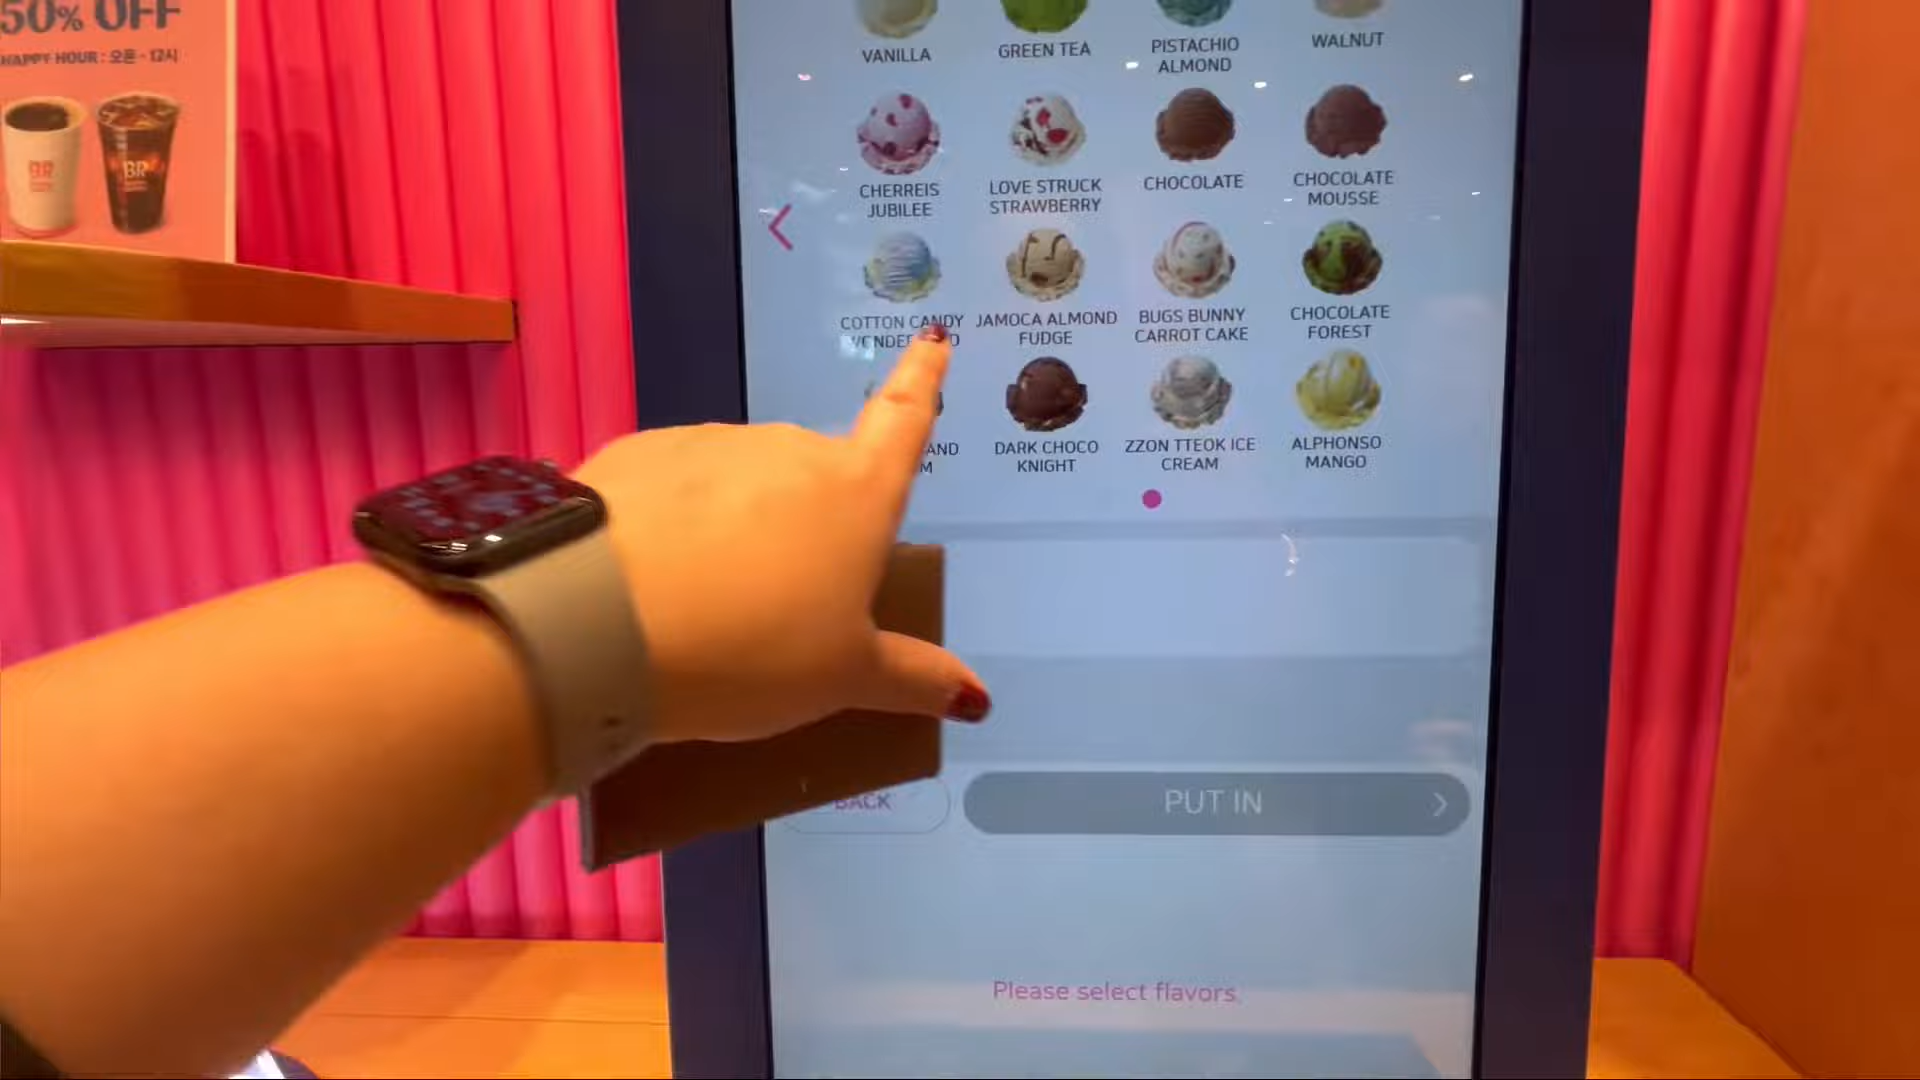 50% OFF
HAPPY HOUR : 오픈 - 12시
BR
BR
VANILLA
GREEN TEA
PISTACHIO
ALMOND
WALNUT
CHERREIS
JUBILEE
LOVE STRUCK
STRAWBERRY
CHOCOLATE
CHOCOLATE
MOUSSE
COTTON CANDY
JAMOCA ALMOND
FUDGE
BUGS BUNNY
CARROT CAKE
CHOCOLATE
FOREST
AND
M
DARK CHOCO
KNIGHT
ZZON TTEOK ICE
CREAM
ALPHONSO
MANGO
BACK
PUT IN
Please select flavors.